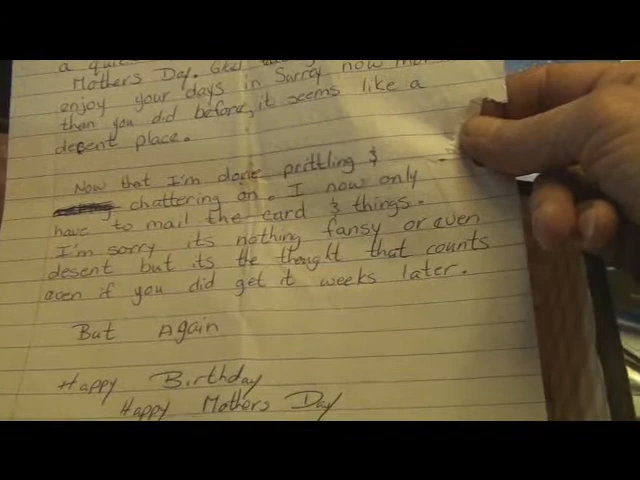 a
Mothers Day. Glad
enjoy your days in Surrey now
than you did before, it seems like a
decent place.
Now that I'm done prittling &
chattering on. I now only
have to mail the card & things.
I'm sorry its nothing fansy or even
desent but its the thought that counts
even if you did get it weeks later.
But Again
Happy Birthday
Happy Mothers Day